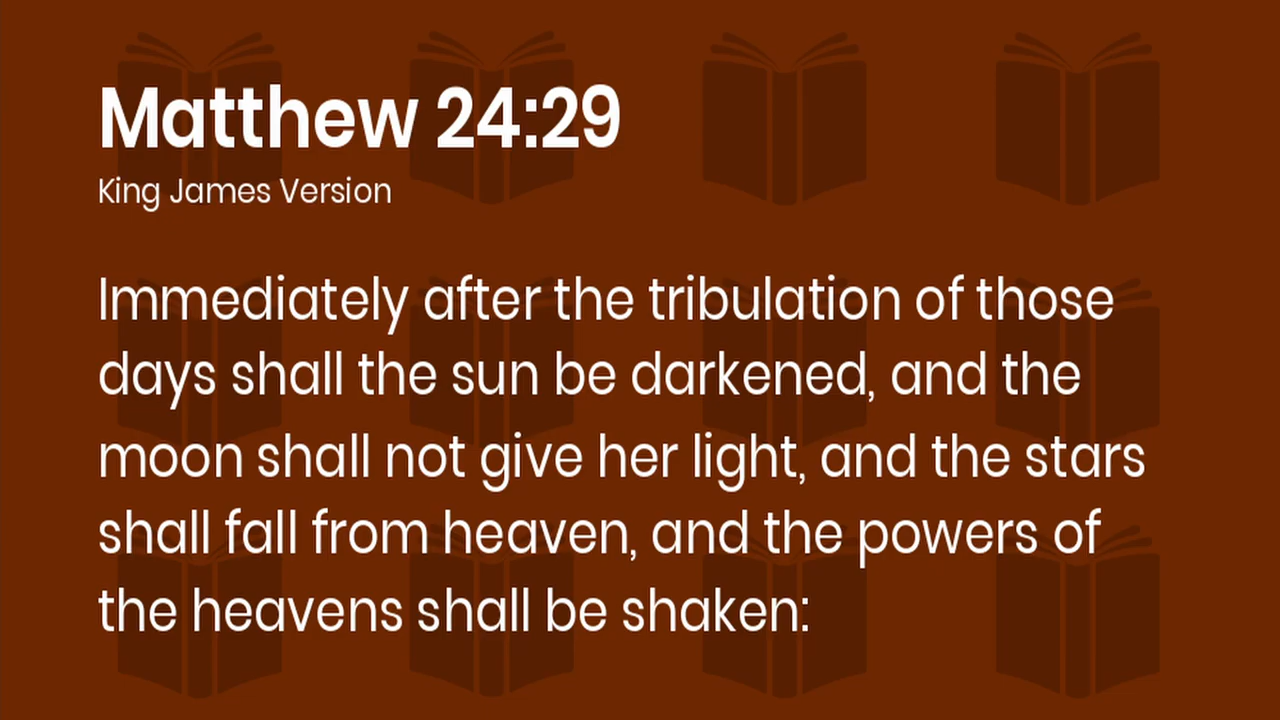 Matthew 24:29
King James Version
Immediately after the tribulation of those
days shall the sun be darkened, and the
moon shall not give her light, and the stars
shall fall from heaven, and the powers of
the heavens shall be shaken: